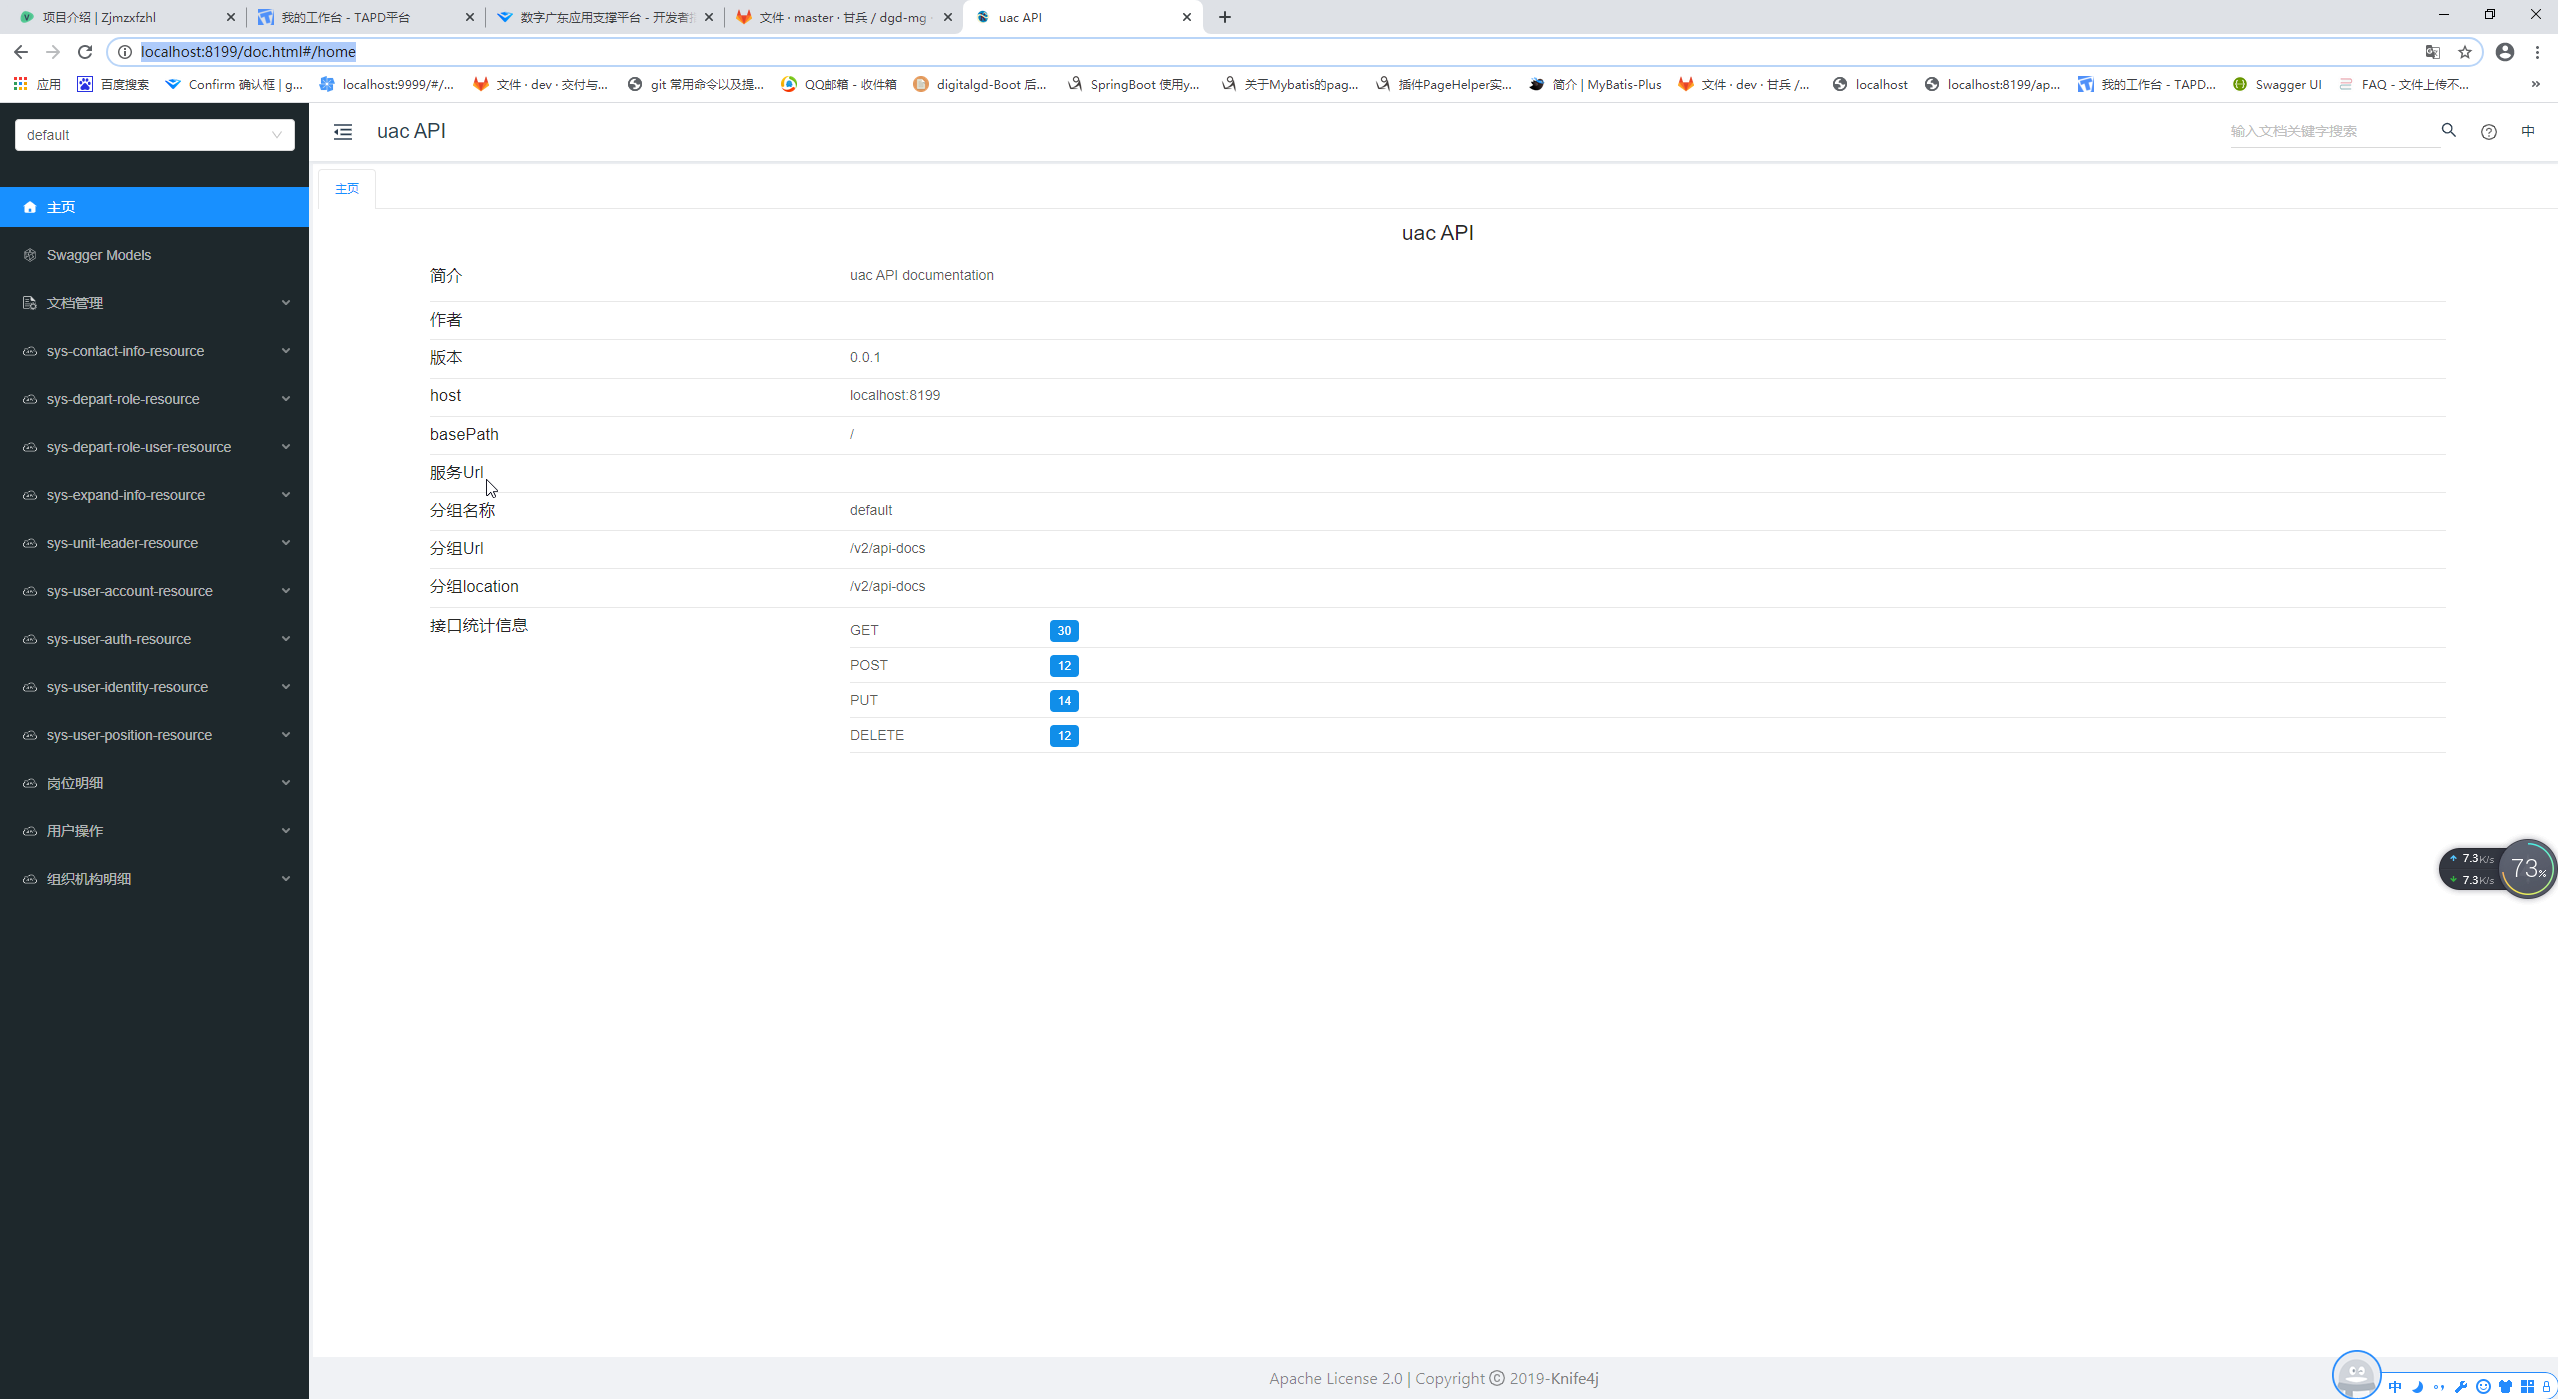 项目介绍 | Zjmzxfzhl
我的工作台 - TAPD平台
数字广东应用支撑平台 - 开发者
文件 · master · 甘兵 / dgd-mg
uac API
localhost:8199/doc.html#/home
应用
百度搜索
Confirm 确认框 | g...
localhost:9999/#/...
文件 · dev · 交付与...
git 常用命令以及提...
QQ邮箱 - 收件箱
digitalgd-Boot 后...
SpringBoot 使用y...
关于Mybatis的pag...
插件PageHelper实...
简介 | MyBatis-Plus
文件 · dev · 甘兵 /...
localhost
localhost:8199/ap...
我的工作台 - TAPD...
Swagger UI
FAQ - 文件上传不...
»
default
uac API
输入文档关键字搜索
中
主页
主页
Swagger Models
文档管理
sys-contact-info-resource
sys-depart-role-resource
sys-depart-role-user-resource
sys-expand-info-resource
sys-unit-leader-resource
sys-user-account-resource
sys-user-auth-resource
sys-user-identity-resource
sys-user-position-resource
岗位明细
用户操作
组织机构明细
uac API
简介 uac API documentation
作者
版本 0.0.1
host localhost:8199
basePath /
服务Url
分组名称 default
分组Url /v2/api-docs
分组location /v2/api-docs
接口统计信息 GET 30
POST 12
PUT 14
DELETE 12
7.3K/s
7.3K/s
73%
Apache License 2.0 | Copyright ⓒ 2019-Knife4j
中